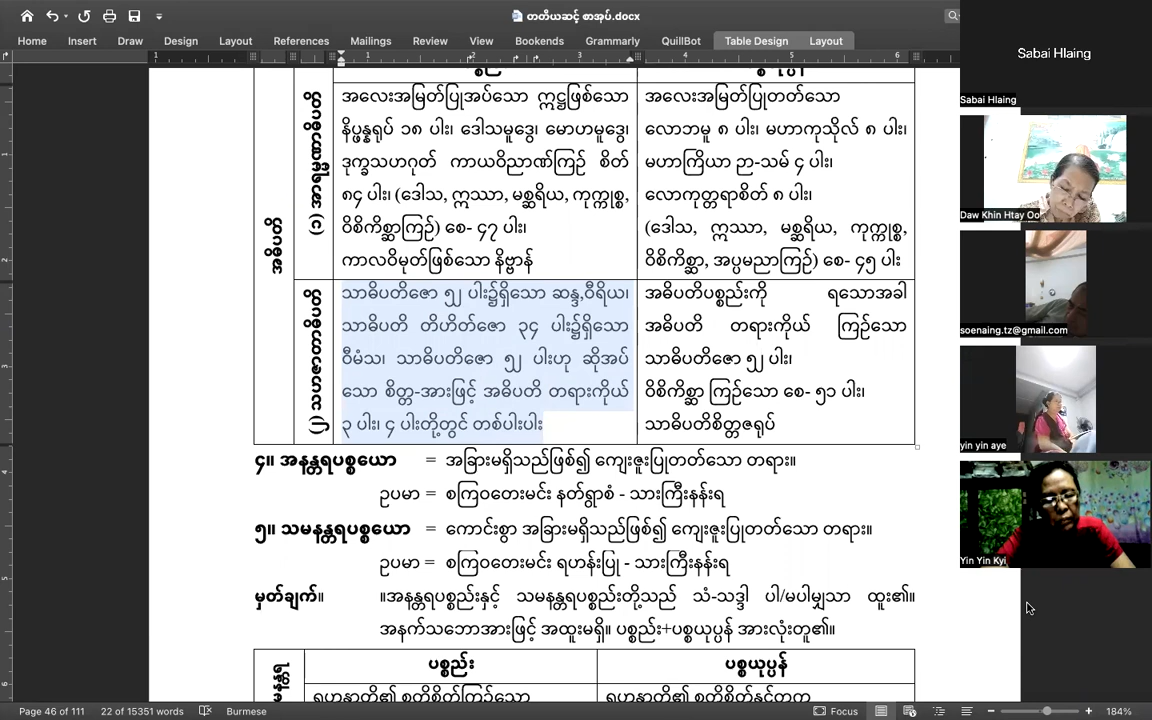 တတိယဆင့် စာအုပ်.docx
Home Insert Draw Design Layout References Mailings Review View Bookends Grammarly QuillBot Table Design Layout
အဓိပတိ
(၁) အာရမ္မဏာဓိပတိ
အလေးအမြတ်ပြုအပ်သော ဣဋ္ဌဖြစ်သော
နိပ္ဖန္နရုပ် ၁၈ ပါး၊ ဒေါသမူဒွေ၊ မောဟမူဒွေ၊
ဒုက္ခသဟဂုတ် ကာယဝိညာဏ်ကြဉ် စိတ်
၈၄ ပါး၊ (ဒေါသ, ဣဿာ, မစ္ဆရိယ, ကုက္ကုစ္စ,
ဝိစိကိစ္ဆာကြဉ်) စေ- ၄၇ ပါး၊
ကာလဝိမုတ်ဖြစ်သော နိဗ္ဗာန်
အလေးအမြတ်ပြုတတ်သော
လောဘမူ ၈ ပါး၊ မဟာကုသိုလ် ၈ ပါး၊
မဟာကြိယာ ဉာ-သမ် ၄ ပါး၊
လောကုတ္တရာစိတ် ၈ ပါး၊
(ဒေါသ, ဣဿာ, မစ္ဆရိယ, ကုက္ကုစ္စ,
ဝိစိကိစ္ဆာ, အပ္ပမညာကြဉ်) စေ- ၄၅ ပါး
(၂) သဟဇာတာဓိပတိ
သာဓိပတိဇော ၅၂ ပါး၌ရှိသော ဆန္ဒ,ဝီရိယ၊
သာဓိပတိ တိဟိတ်ဇော ၃၄ ပါး၌ရှိသော
ဝီမံသ၊ သာဓိပတိဇော ၅၂ ပါးဟု ဆိုအပ်
သော စိတ္တ-အားဖြင့် အဓိပတိ တရားကိုယ်
၃ ပါး၊ ၄ ပါးတို့တွင် တစ်ပါးပါး
အဓိပတိပစ္စည်းကို ရသောအခါ
အဓိပတိ တရားကိုယ် ကြဉ်သော
သာဓိပတိဇော ၅၂ ပါး၊
ဝိစိကိစ္ဆာ ကြဉ်သော စေ- ၅၁ ပါး၊
သာဓိပတိစိတ္တဇရုပ်
၄။ အနန္တရပစ္စယော = အခြားမရှိသည်ဖြစ်၍ ကျေးဇူးပြုတတ်သော တရား။
ဥပမာ = စကြဝတေးမင်း နတ်ရွာစံ - သားကြီးနန်းရ
၅။ သမနန္တရပစ္စယော = ကောင်းစွာ အခြားမရှိသည်ဖြစ်၍ ကျေးဇူးပြုတတ်သော တရား။
ဥပမာ = စကြဝတေးမင်း ရဟန်းပြု - သားကြီးနန်းရ
မှတ်ချက်။ ။အနန္တရပစ္စည်းနှင့် သမနန္တရပစ္စည်းတို့သည် သံ-သဒ္ဒါ ပါ/မပါမျှသာ ထူး၏။
အနက်သဘောအားဖြင့် အထူးမရှိ။ ပစ္စည်း+ပစ္စယုပ္ပန် အားလုံးတူ၏။
ပစ္စည်း ပစ္စယုပ္ပန်
Sabai Hlaing
Sabai Hlaing
Daw Khin Htay Oo
soenaing.tz@gmail.com
yin yin aye
Yin Yin Kyi
Page 46 of 111 22 of 15351 words Burmese Focus 184%